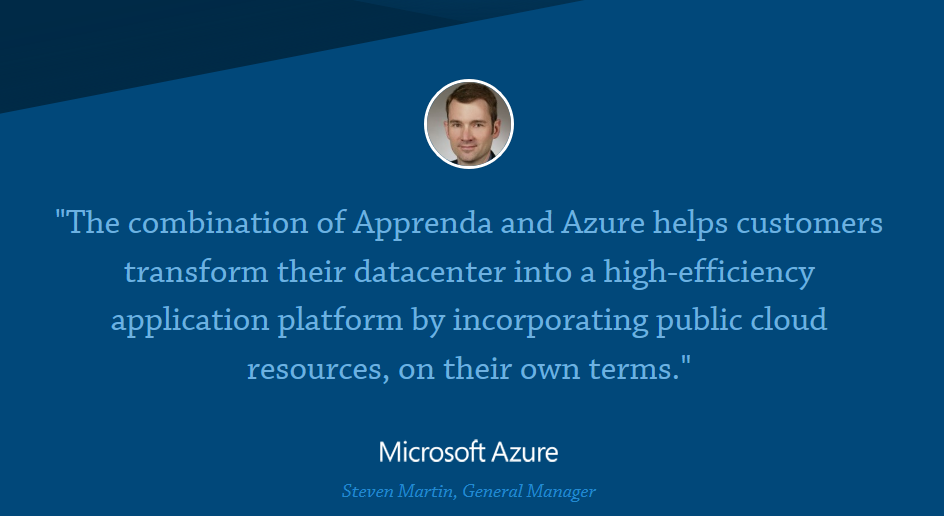 "The combination of Apprenda and Azure helps customers
transform their datacenter into a high-efficiency
application platform by incorporating public cloud
resources, on their own terms."
Microsoft Azure
Steven Martin, General Manager